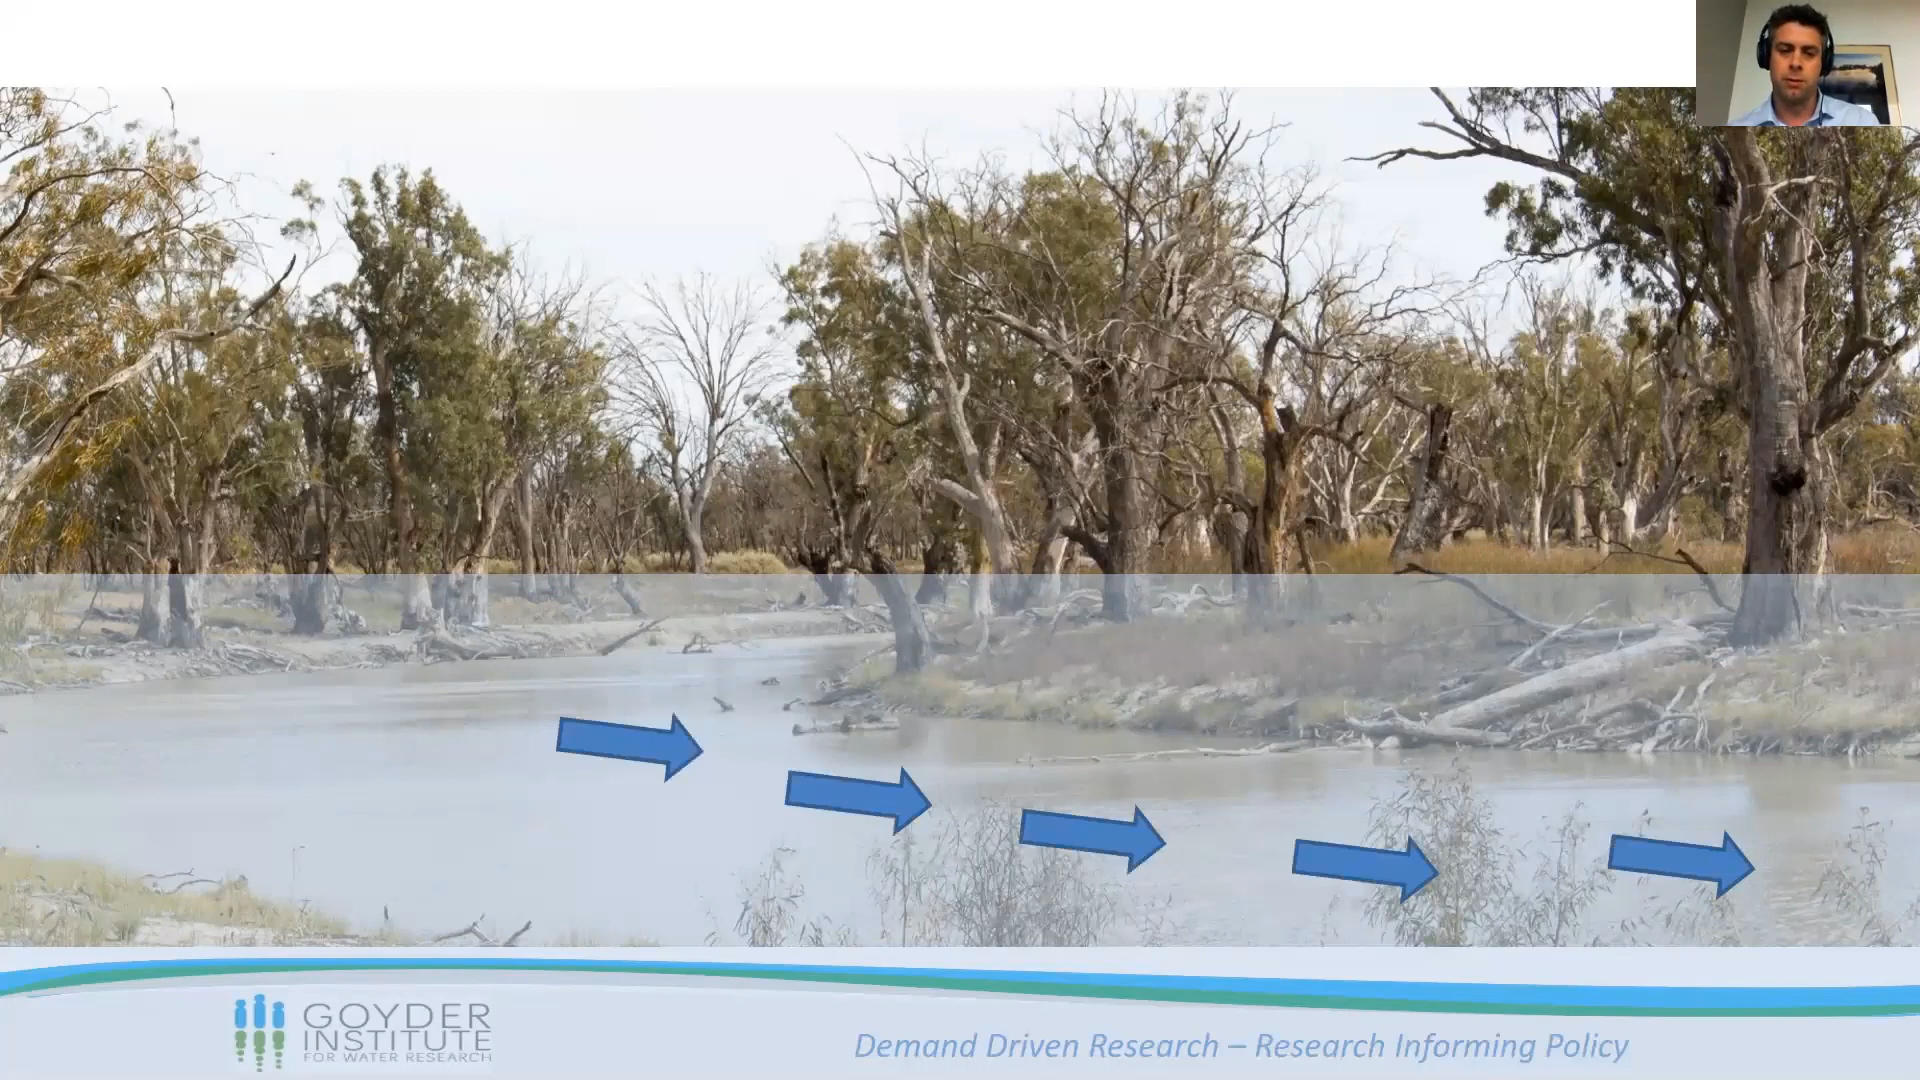 GOYDER
INSTITUTE
FOR WATER RESEARCH
Demand Driven Research – Research Informing Policy